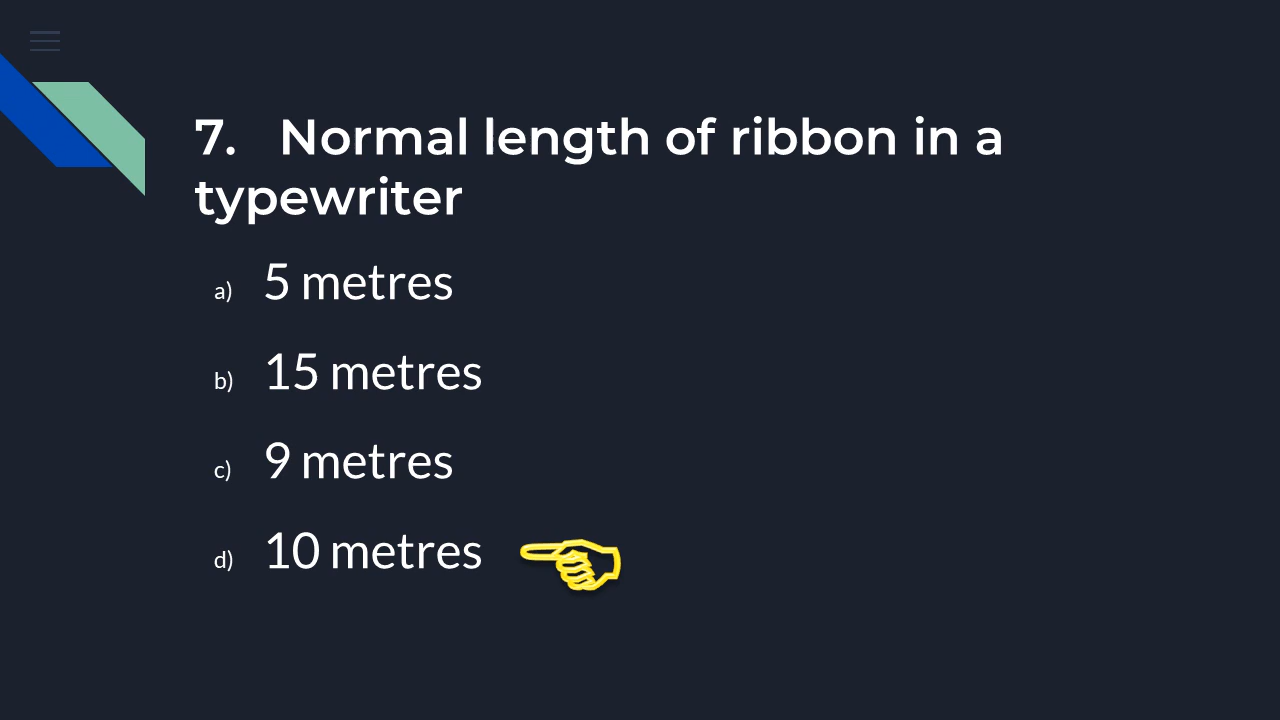 7. Normal length of ribbon in a
typewriter
a) 5 metres
b) 15 metres
c) 9 metres
d) 10 metres